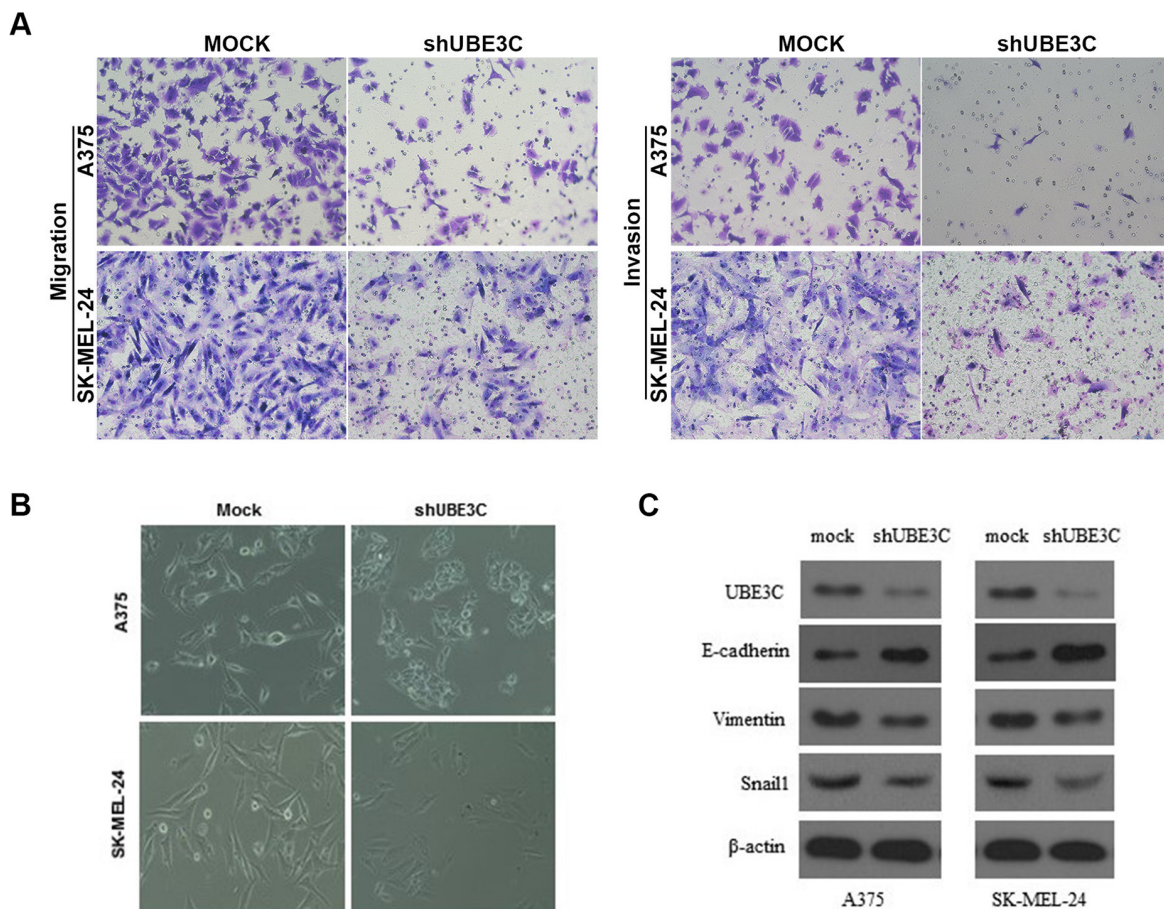 A
MOCK shUBE3C
MOCK shUBE3C
Migration
A375
SK-MEL-24
Invasion
A375
SK-MEL-24
B
Mock shUBE3C
A375
SK-MEL-24
C
mock shUBE3C mock shUBE3C
UBE3C
E-cadherin
Vimentin
Snail1
β-actin
A375 SK-MEL-24